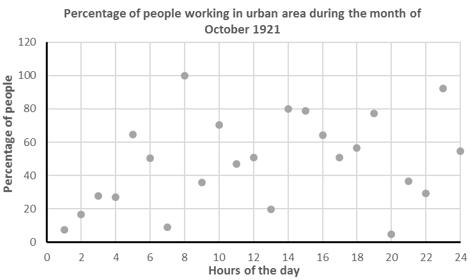 Percentage of people working in urban area during the month of
October 1921
120
100
80
60
40
20
0
Percentage of people
0 2 4 6 8 10 12 14 16 18 20 22 24
Hours of the day